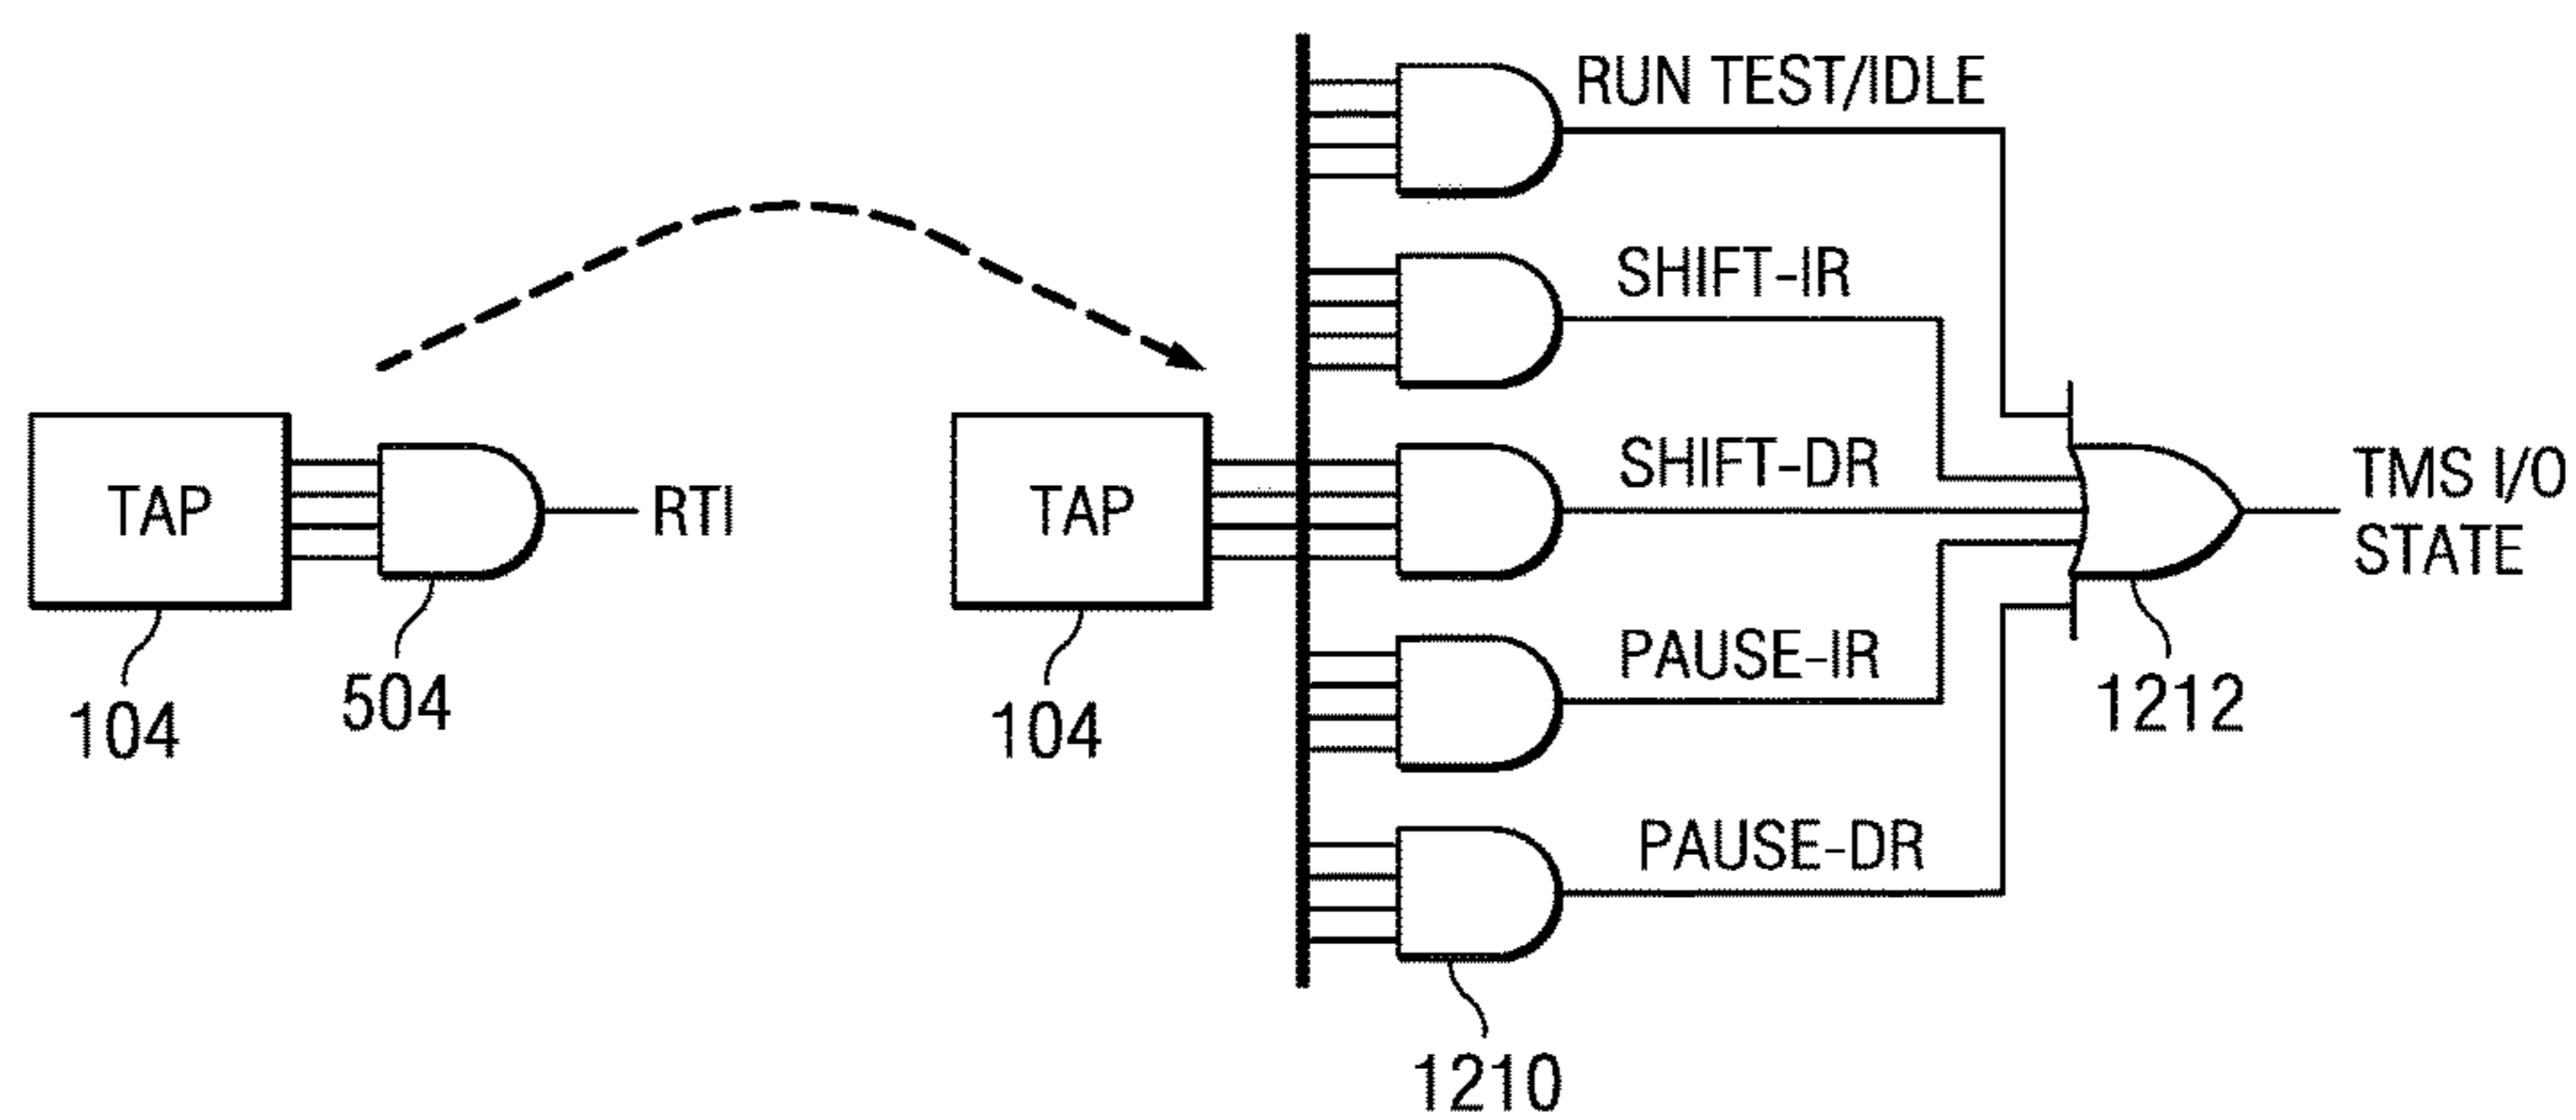 RUN TEST/IDLE
SHIFT-IR
TAP
RTI
TAP
SHIFT-DR
TMS I/O
STATE
104
504
104
PAUSE-IR
1212
PAUSE-DR
1210